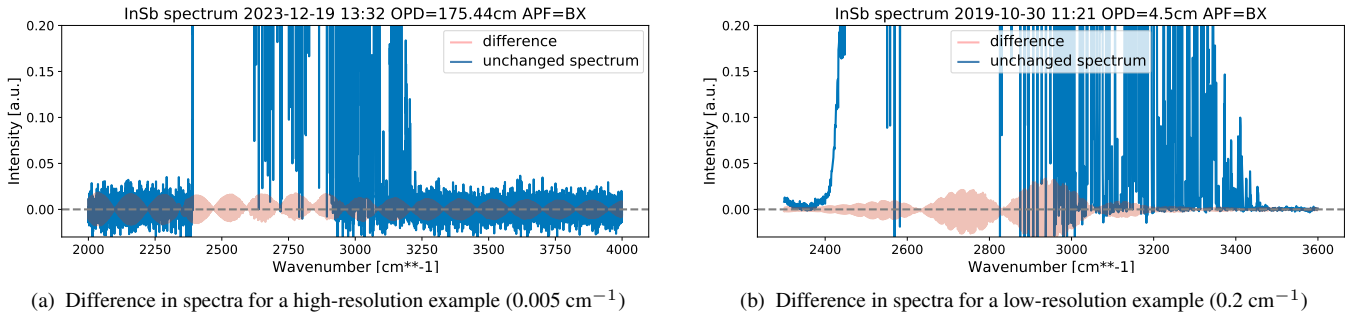 InSb spectrum 2023-12-19 13:32 OPD=175.44cm APF=BX
difference
unchanged spectrum
Intensity [a.u.]
0.20
0.15
0.10
0.05
0.00
2000 2250 2500 2750 3000 3250 3500 3750 4000
Wavenumber [cm**-1]
(a) Difference in spectra for a high-resolution example (0.005 cm⁻¹)
InSb spectrum 2019-10-30 11:21 OPD=4.5cm APF=BX
difference
unchanged spectrum
Intensity [a.u.]
0.20
0.15
0.10
0.05
0.00
2400 2600 2800 3000 3200 3400 3600
Wavenumber [cm**-1]
(b) Difference in spectra for a low-resolution example (0.2 cm⁻¹)